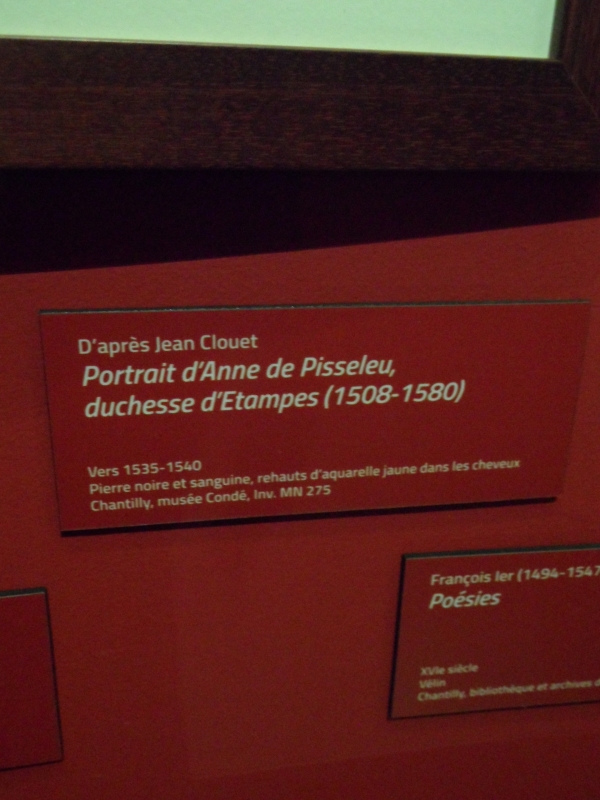 D'après Jean Clouet
Portrait d'Anne de Pisseleu,
duchesse d'Etampes (1508-1580)
Vers 1535-1540
Pierre noire et sanguine, rehauts d'aquarelle jaune dans les cheveux
Chantilly, musée Condé, Inv. MN 275
François Ier (1494-1547
Poésies
XVIe siècle
Vélin
Chantilly, bibliothèque et archives d